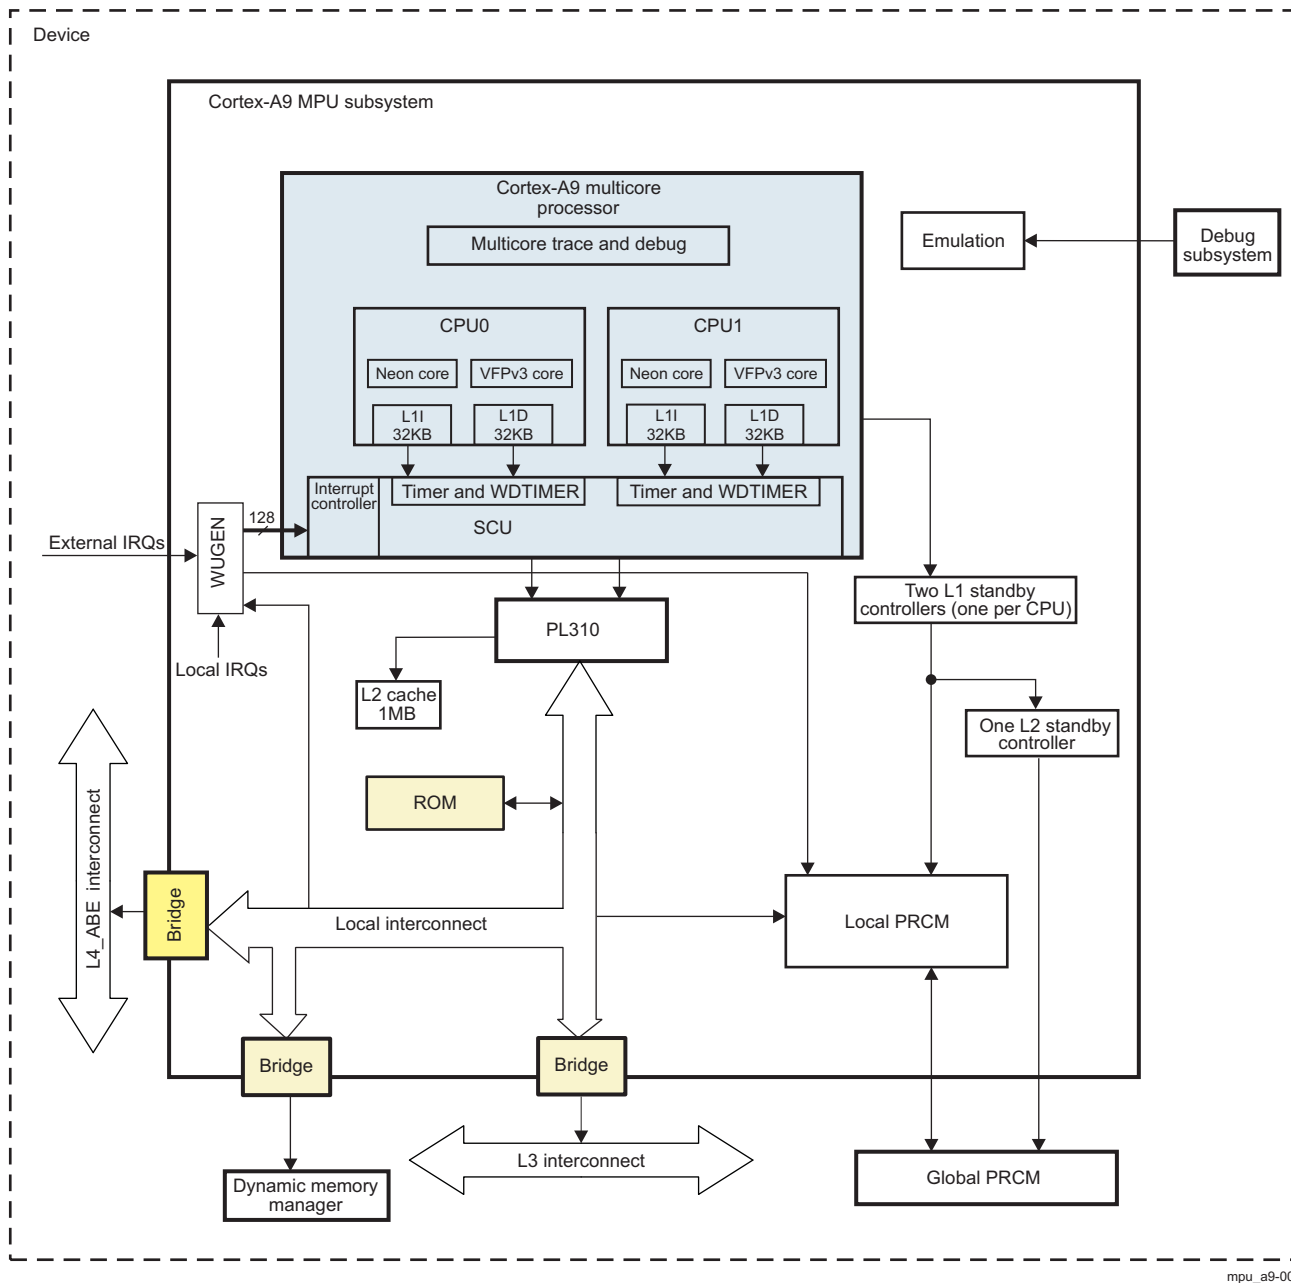 Device
Cortex-A9 MPU subsystem
Cortex-A9 multicore
processor
Multicore trace and debug
Emulation
Debug
subsystem
CPU0
CPU1
Neon core
VFPv3 core
Neon core
VFPv3 core
L1I
32KB
L1D
32KB
L1I
32KB
L1D
32KB
Interrupt
controller
Timer and WDTIMER
Timer and WDTIMER
SCU
128
External IRQs
WUGEN
Local IRQs
Two L1 standby
controllers (one per CPU)
PL310
L2 cache
1MB
One L2 standby
controller
ROM
L4_ABE interconnect
Bridge
Local interconnect
Local PRCM
Bridge
Bridge
L3 interconnect
Dynamic memory
manager
Global PRCM
mpu_a9-00